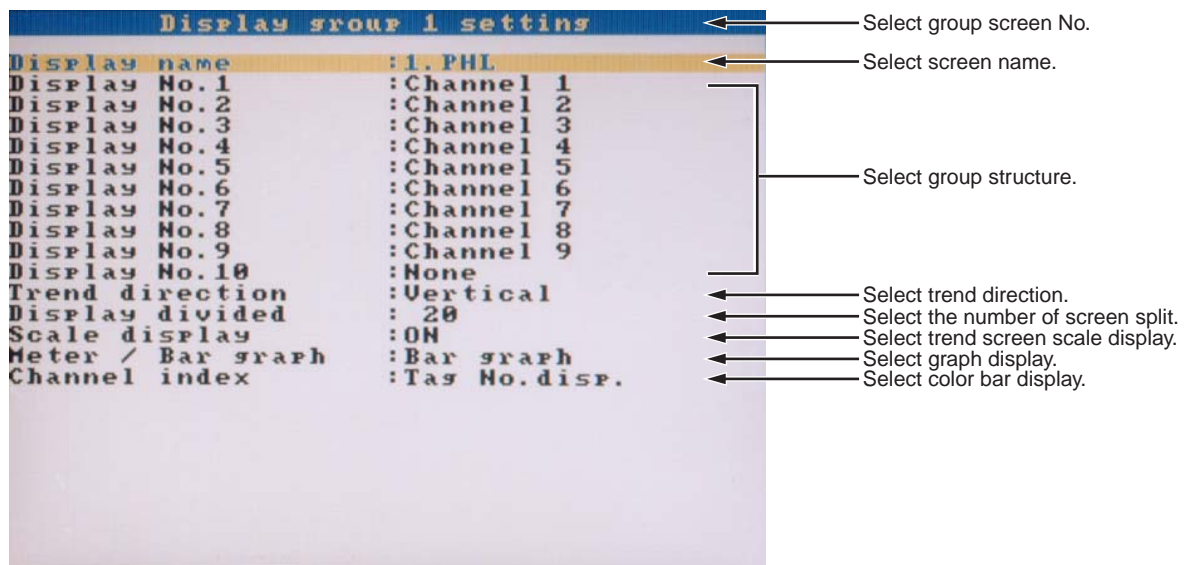 Display group 1 setting
Select group screen No.
Display name :1.PHL
Select screen name.
Display No.1 :Channel 1
Display No.2 :Channel 2
Display No.3 :Channel 3
Display No.4 :Channel 4
Display No.5 :Channel 5
Display No.6 :Channel 6
Select group structure.
Display No.7 :Channel 7
Display No.8 :Channel 8
Display No.9 :Channel 9
Display No.10 :None
Trend direction :Vertical
Select trend direction.
Display divided : 20
Select the number of screen split.
Scale display :ON
Select trend screen scale display.
Meter / Bar graph :Bar graph
Select graph display.
Channel index :Tag No.disp.
Select color bar display.